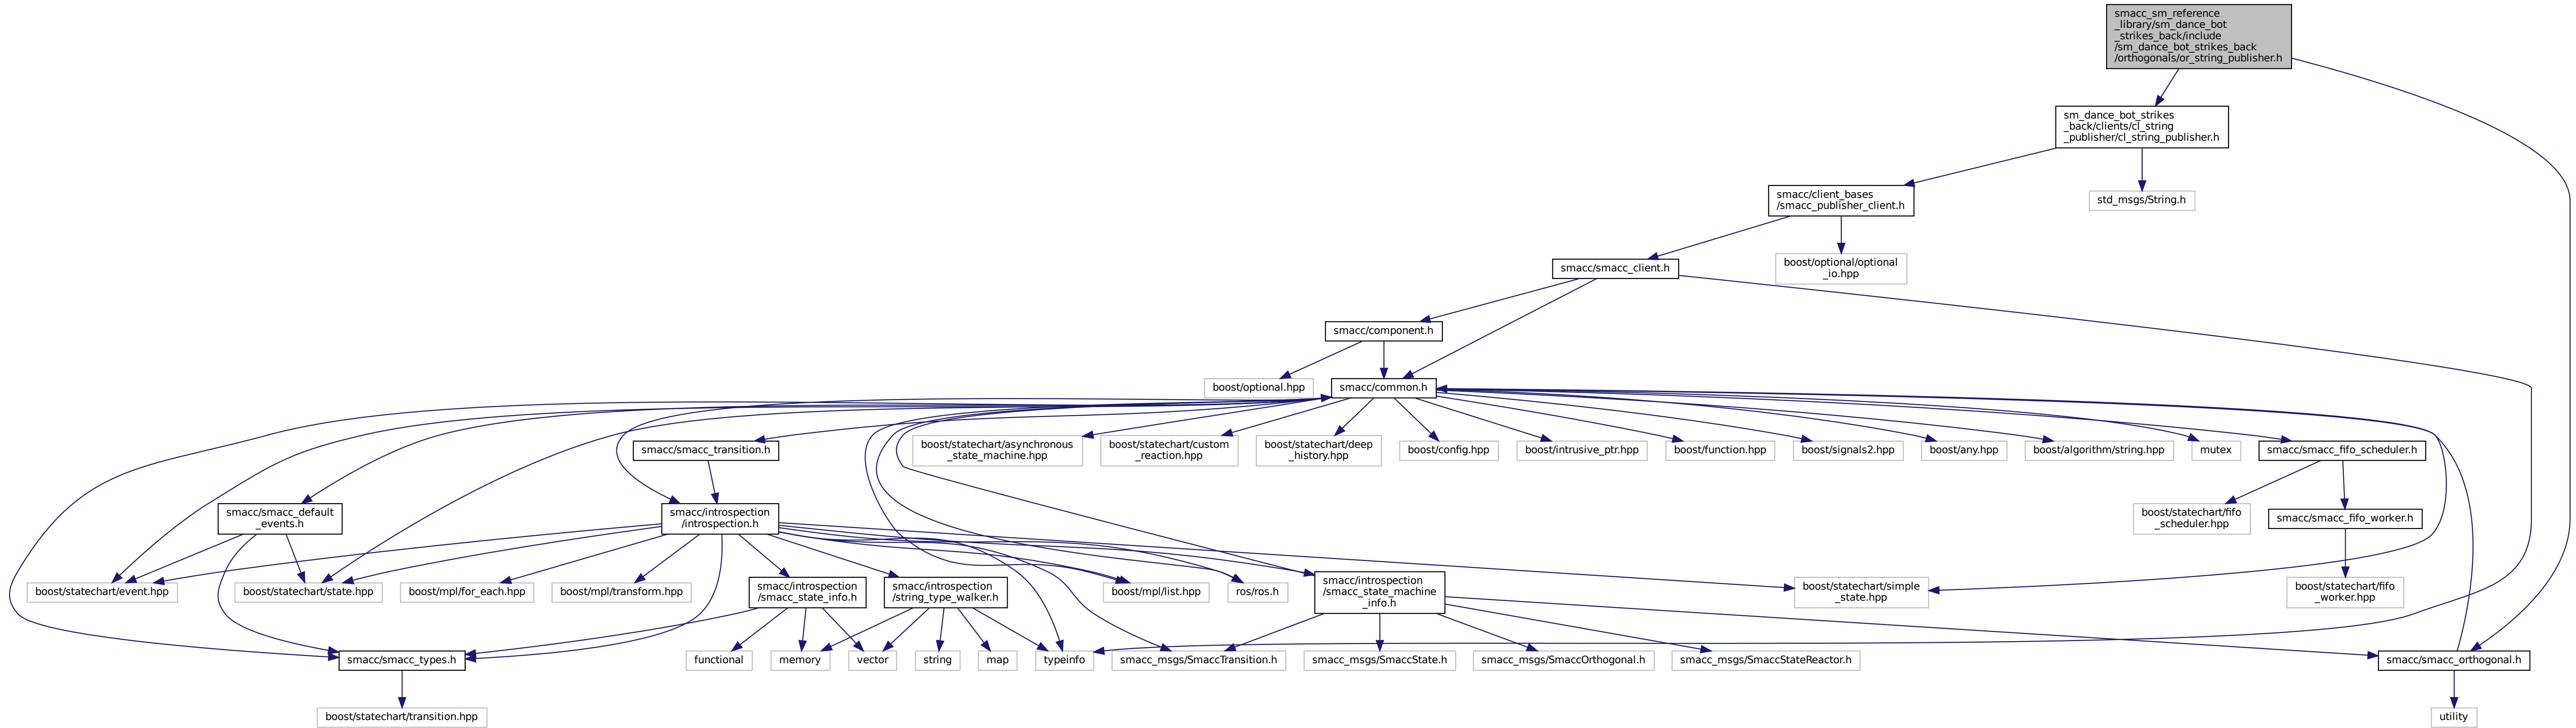 smacc_sm_reference
_library/sm_dance_bot
_strikes_back/include
/sm_dance_bot_strikes_back
/orthogonals/or_string_publisher.h
sm_dance_bot_strikes
_back/clients/cl_string
_publisher/cl_string_publisher.h
smacc/client_bases
/smacc_publisher_client.h
std_msgs/String.h
smacc/smacc_client.h
boost/optional/optional
_io.hpp
smacc/component.h
boost/optional.hpp
smacc/common.h
smacc/smacc_transition.h
boost/statechart/asynchronous
_state_machine.hpp
boost/statechart/custom
_reaction.hpp
boost/statechart/deep
_history.hpp
boost/config.hpp
boost/intrusive_ptr.hpp
boost/function.hpp
boost/signals2.hpp
boost/any.hpp
boost/algorithm/string.hpp
mutex
smacc/smacc_fifo_scheduler.h
smacc/smacc_default
_events.h
smacc/introspection
/introspection.h
boost/statechart/fifo
_scheduler.hpp
smacc/smacc_fifo_worker.h
boost/statechart/event.hpp
boost/statechart/state.hpp
boost/mpl/for_each.hpp
boost/mpl/transform.hpp
smacc/introspection
/smacc_state_info.h
smacc/introspection
/string_type_walker.h
boost/mpl/list.hpp
ros/ros.h
smacc/introspection
/smacc_state_machine
_info.h
boost/statechart/simple
_state.hpp
boost/statechart/fifo
_worker.hpp
smacc/smacc_types.h
functional
memory
vector
string
map
typeinfo
smacc_msgs/SmaccTransition.h
smacc_msgs/SmaccState.h
smacc_msgs/SmaccOrthogonal.h
smacc_msgs/SmaccStateReactor.h
smacc/smacc_orthogonal.h
boost/statechart/transition.hpp
utility